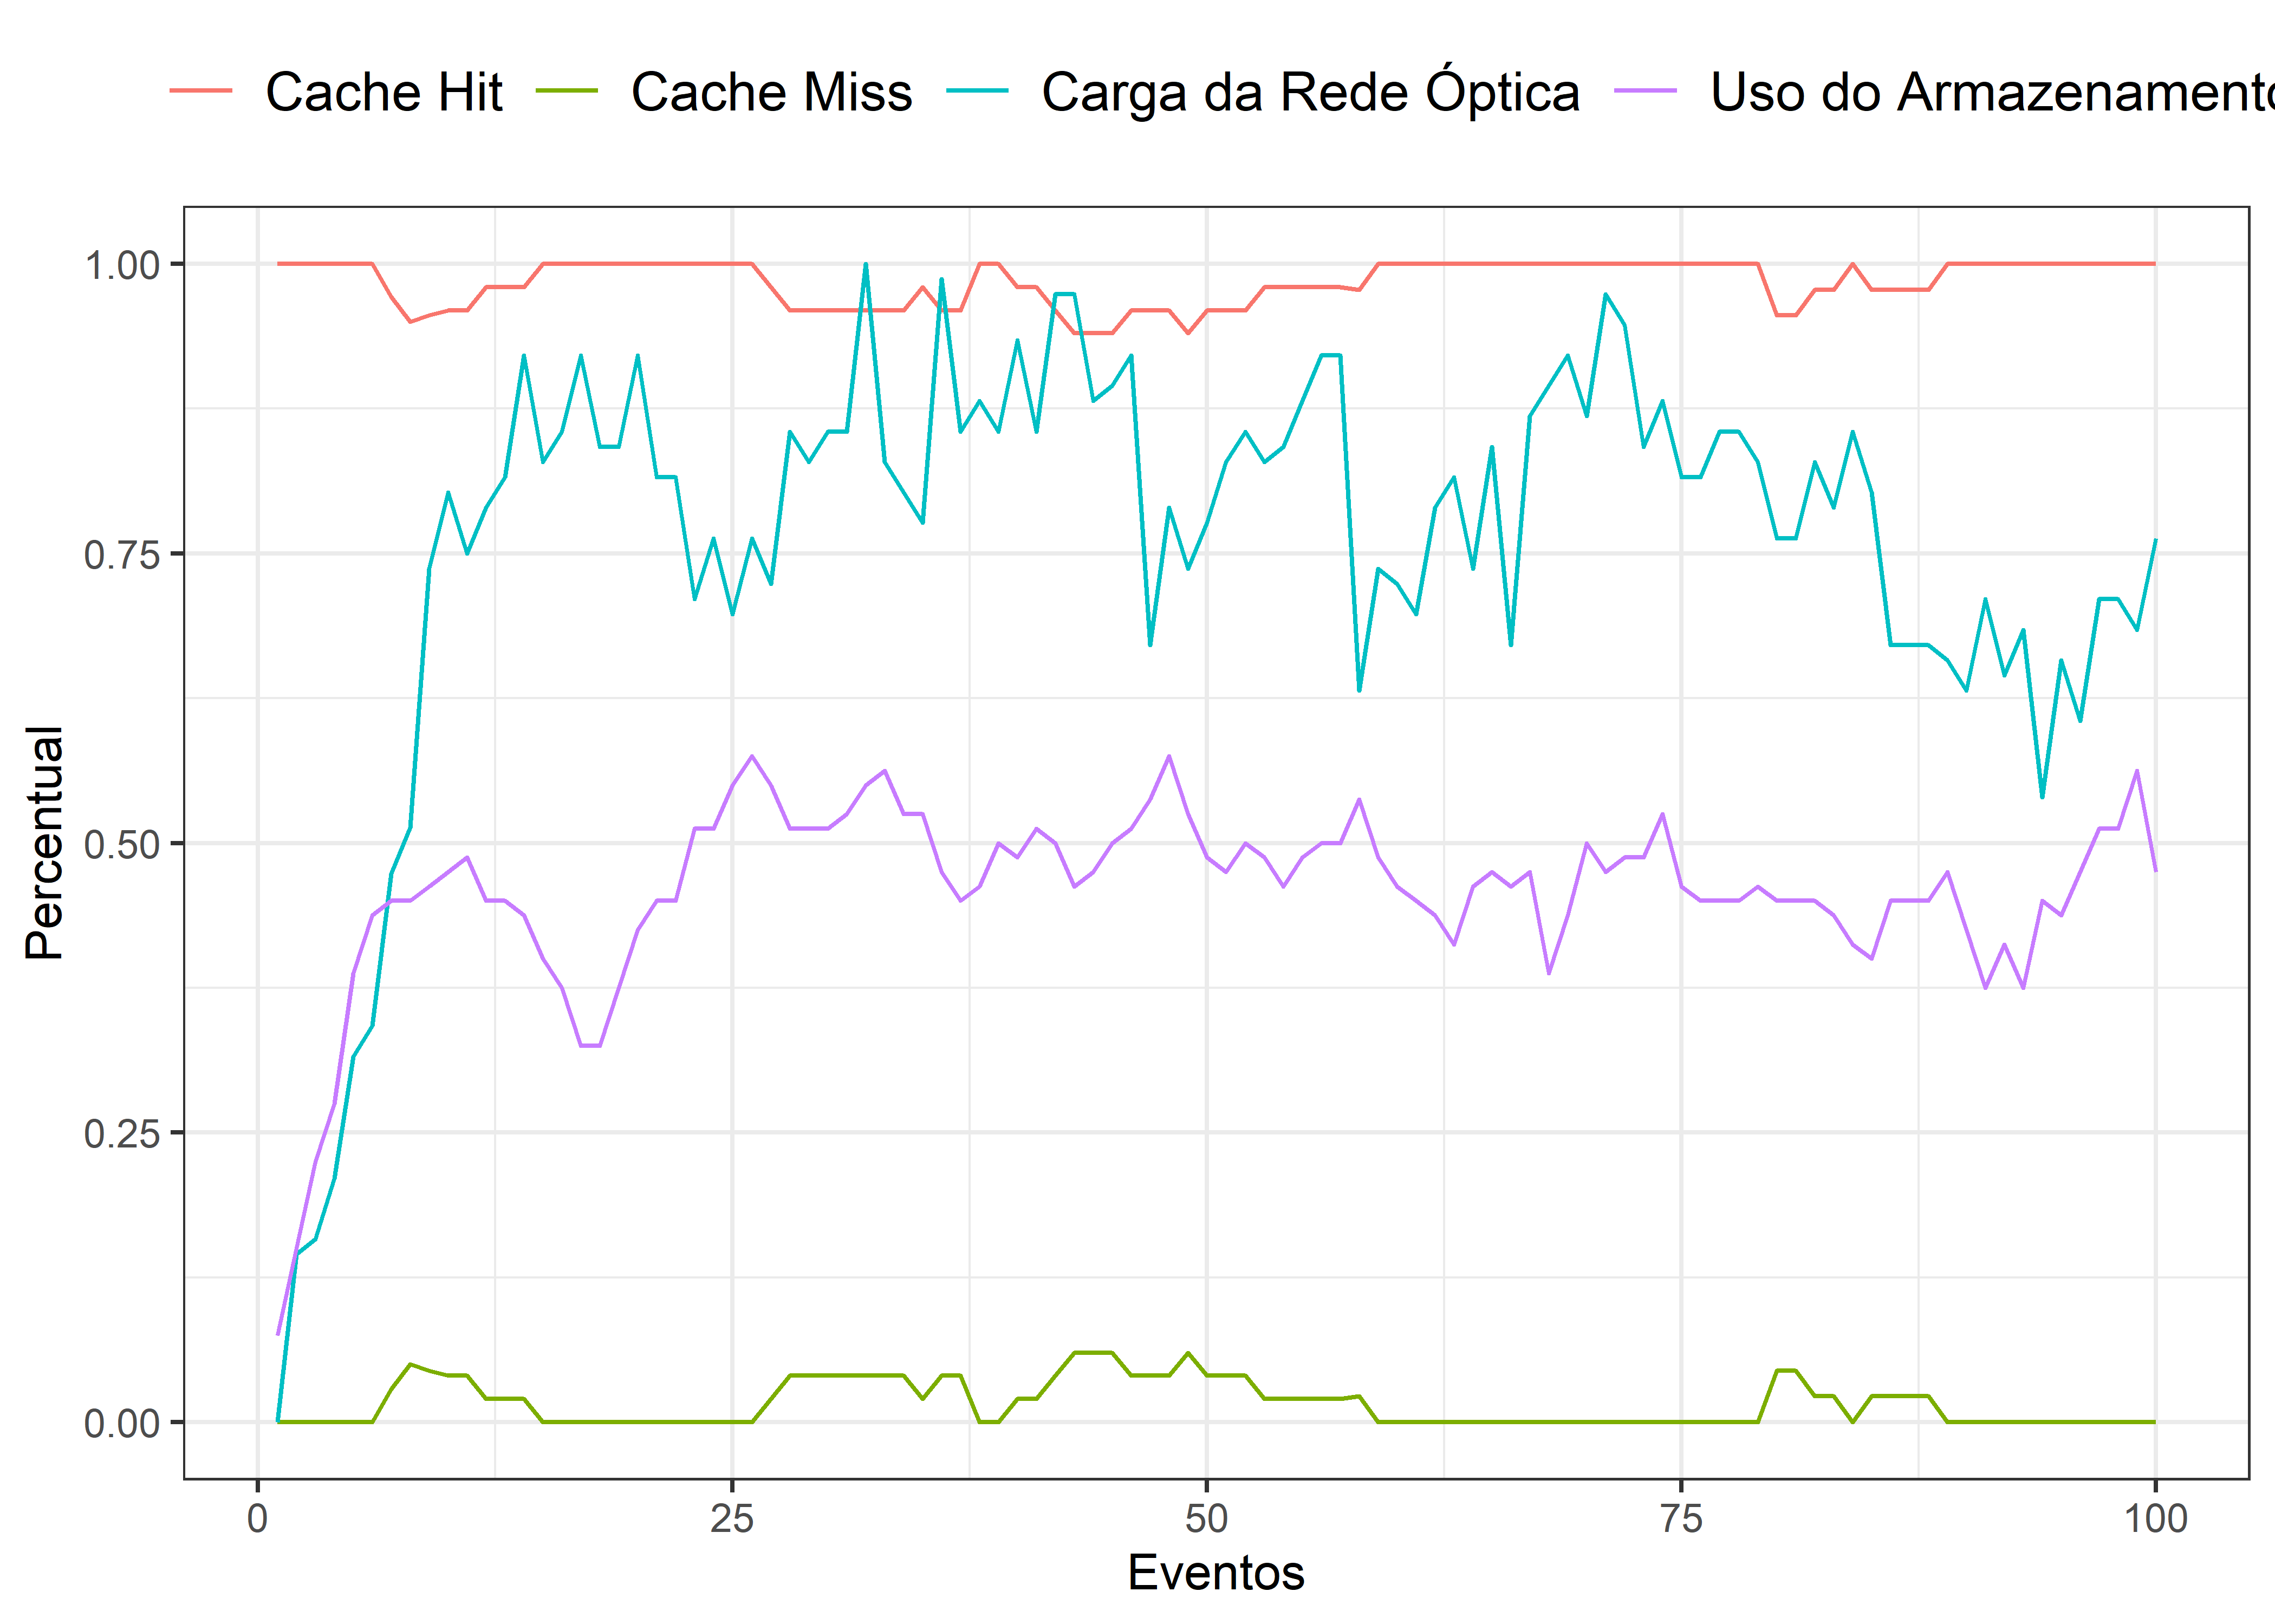 Cache Hit Cache Miss Carga da Rede Óptica Uso do Armazenamento
1.00
0.75
0.50
0.25
0.00
Percentual
0 25 50 75 100
Eventos